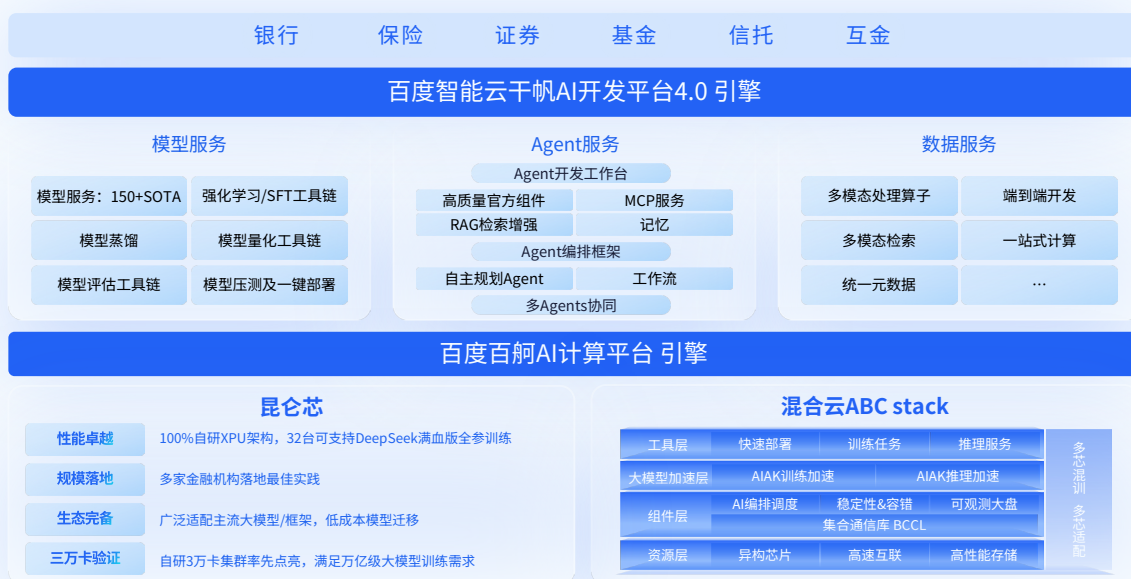 银行 保险 证券 基金 信托 互金
百度智能云千帆AI开发平台4.0 引擎
模型服务
模型服务：150+SOTA 强化学习/SFT工具链
模型蒸馏 模型量化工具链
模型评估工具链 模型压测及一键部署
Agent服务
Agent开发工作台
高质量官方组件 MCP服务
RAG检索增强 记忆
Agent编排框架
自主规划Agent 工作流
多Agents协同
数据服务
多模态处理算子 端到端开发
多模态检索 一站式计算
统一元数据 …
百度百舸AI计算平台 引擎
昆仑芯
性能卓越 100%自研XPU架构，32台可支持DeepSeek满血版全参训练
规模落地 多家金融机构落地最佳实践
生态完备 广泛适配主流大模型/框架，低成本模型迁移
三万卡验证 自研3万卡集群率先点亮，满足万亿级大模型训练需求
混合云ABC stack
工具层 快速部署 训练任务 推理服务
大模型加速层 AIAK训练加速 AIAK推理加速
组件层 AI编排调度 稳定性&容错 可观测大盘
集合通信库 BCCL
资源层 异构芯片 高速互联 高性能存储
多芯混训 多芯适配